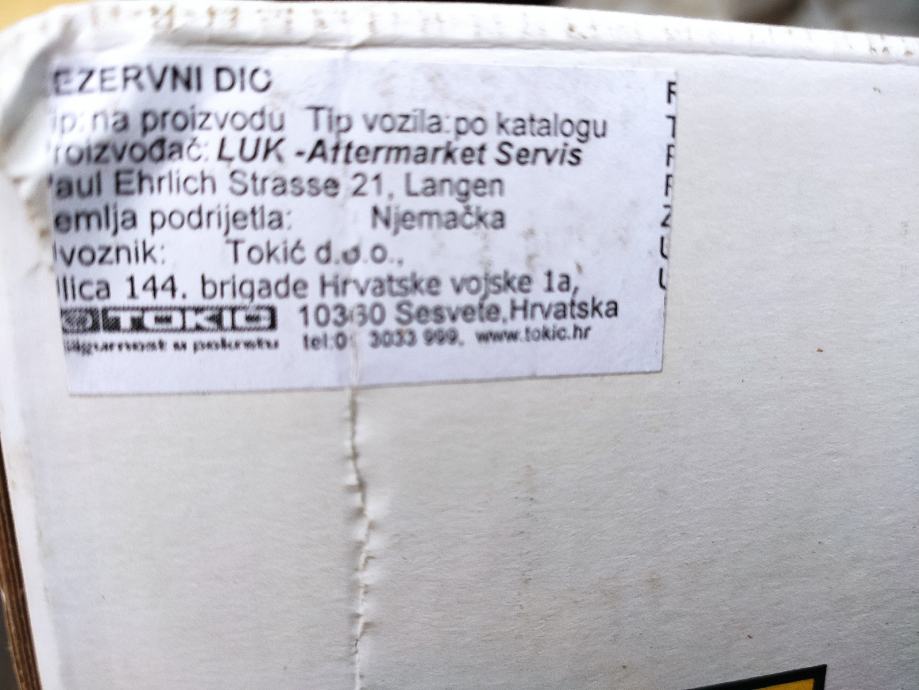 EZERVNI DIO
ip: na proizvodu Tip vozila:po katalogu
roizvođač: LUK -Aftermarket Servis
aul Ehrlich Strasse 21, Langen
emlja podrijetla: Njemačka
voznik: Tokić d.o.o.,
lica 144. brigade Hrvatske vojske 1a,
TOKIĆ 10360 Sesvete,Hrvatska
sigurnost u pokretu tel:01 3033 999, www.tokic.hr